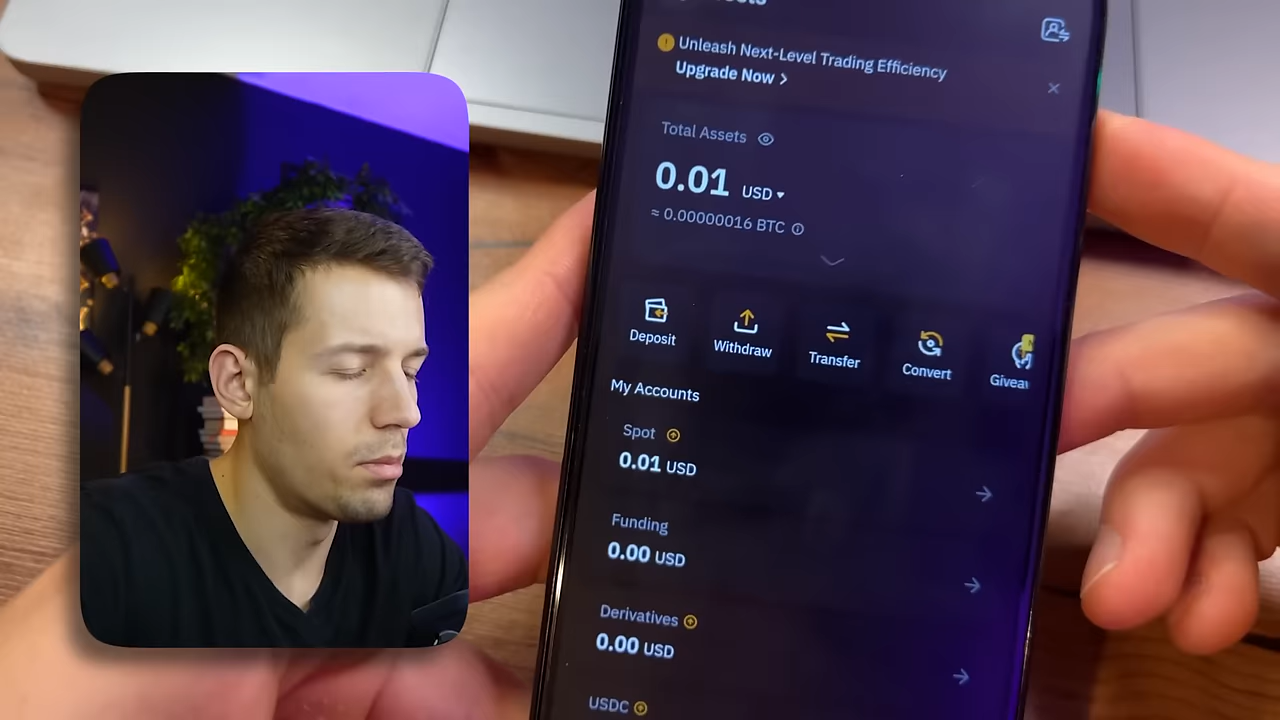 Unleash Next-Level Trading Efficiency
Upgrade Now >
Total Assets
0.01 USD
≈ 0.00000016 BTC
Deposit
Withdraw
Transfer
Convert
My Accounts
Spot
0.01 USD
Funding
0.00 USD
Derivatives
0.00 USD
USDC